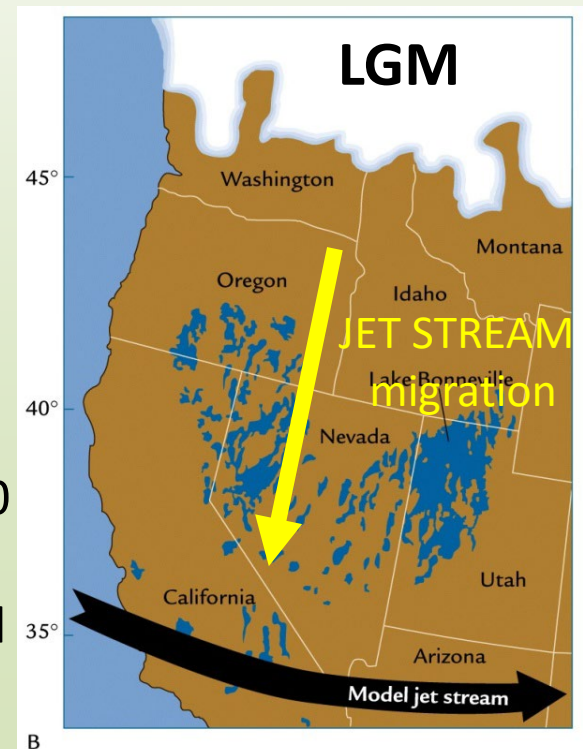 LGM
45°
Washington
Montana
Oregon
Idaho
JET STREAM
migration
Lake Bonneville
40°
Nevada
0
California
Utah
35°
Arizona
Model jet stream
B